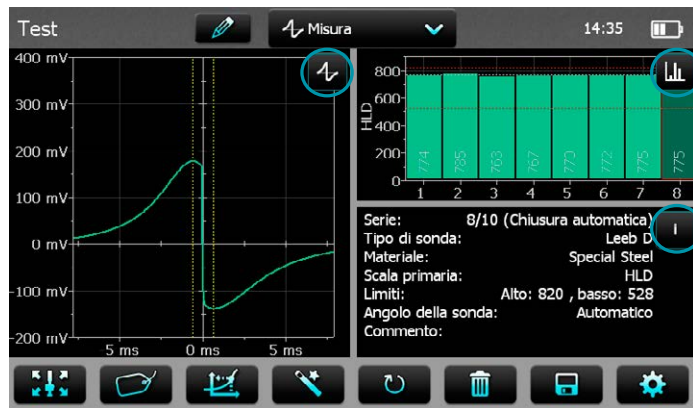 Test
Misura
14:35
400 mV
300 mV
200 mV
100 mV
0 mV
-100 mV
-200 mV
5 ms
0 ms
5 ms
HLD
800
600
400
200
0
774
785
763
767
770
772
775
775
1
2
3
4
5
6
7
8
Serie: 8/10 (Chiusura automatica)
Tipo di sonda: Leeb D
Materiale: Special Steel
Scala primaria: HLD
Limiti: Alto: 820 , basso: 528
Angolo della sonda: Automatico
Commento:
I